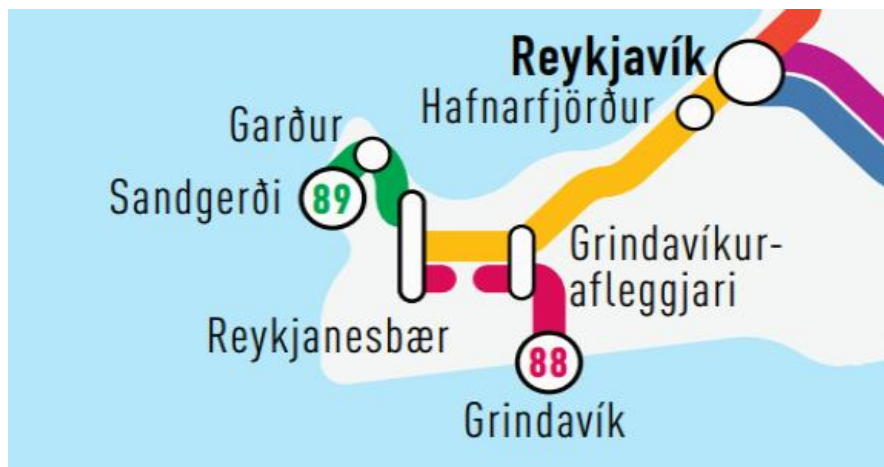 Reykjavík
Hafnarfjörður
Garður
Sandgerði
89
Grindavíkur-
afleggjari
Reykjanesbær
88
Grindavík